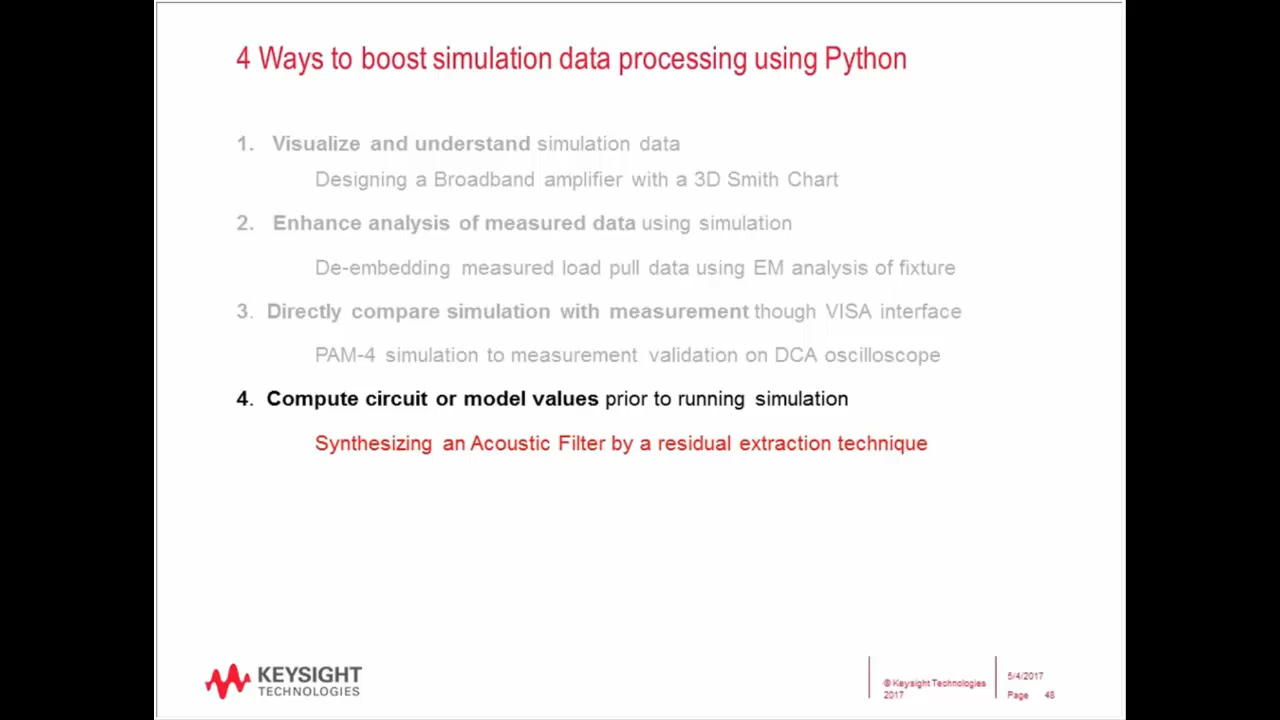 4 Ways to boost simulation data processing using Python
1. Visualize and understand simulation data
Designing a Broadband amplifier with a 3D Smith Chart
2. Enhance analysis of measured data using simulation
De-embedding measured load pull data using EM analysis of fixture
3. Directly compare simulation with measurement though VISA interface
PAM-4 simulation to measurement validation on DCA oscilloscope
4. Compute circuit or model values prior to running simulation
Synthesizing an Acoustic Filter by a residual extraction technique
KEYSIGHT
TECHNOLOGIES
© Keysight Technologies
2017
5/4/2017
Page 48